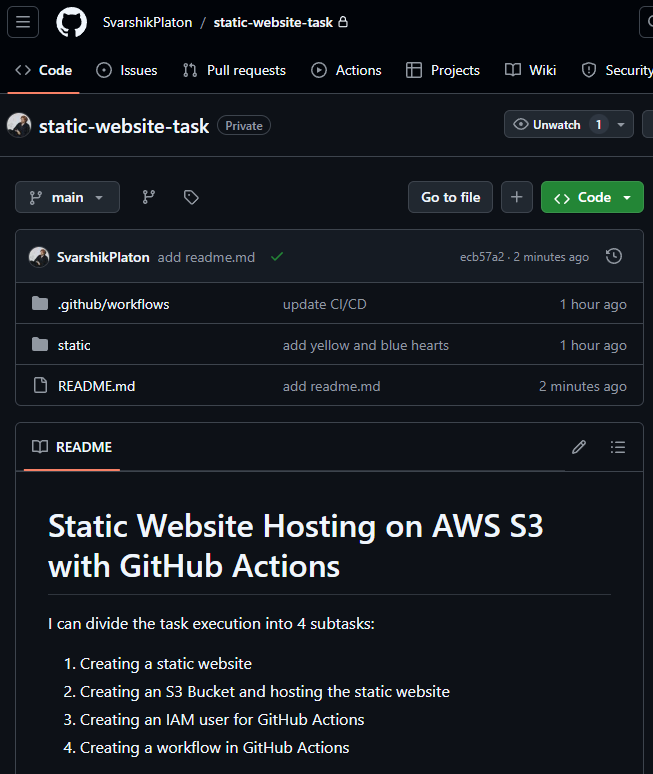 SvarshikPlaton / static-website-task
Code Issues Pull requests Actions Projects Wiki Security
static-website-task Private Unwatch 1
main Go to file Code
SvarshikPlaton add readme.md ecb57a2 · 2 minutes ago
.github/workflows update CI/CD 1 hour ago
static add yellow and blue hearts 1 hour ago
README.md add readme.md 2 minutes ago
README
Static Website Hosting on AWS S3
with GitHub Actions
I can divide the task execution into 4 subtasks:
1. Creating a static website
2. Creating an S3 Bucket and hosting the static website
3. Creating an IAM user for GitHub Actions
4. Creating a workflow in GitHub Actions